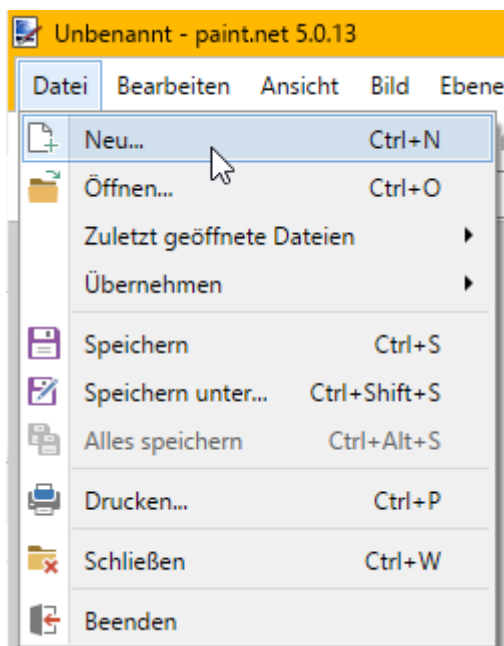 Unbenannt - paint.net 5.0.13
Datei Bearbeiten Ansicht Bild Ebene
Neu... Ctrl+N
Öffnen... Ctrl+O
Zuletzt geöffnete Dateien
Übernehmen
Speichern Ctrl+S
Speichern unter... Ctrl+Shift+S
Alles speichern Ctrl+Alt+S
Drucken... Ctrl+P
Schließen Ctrl+W
Beenden